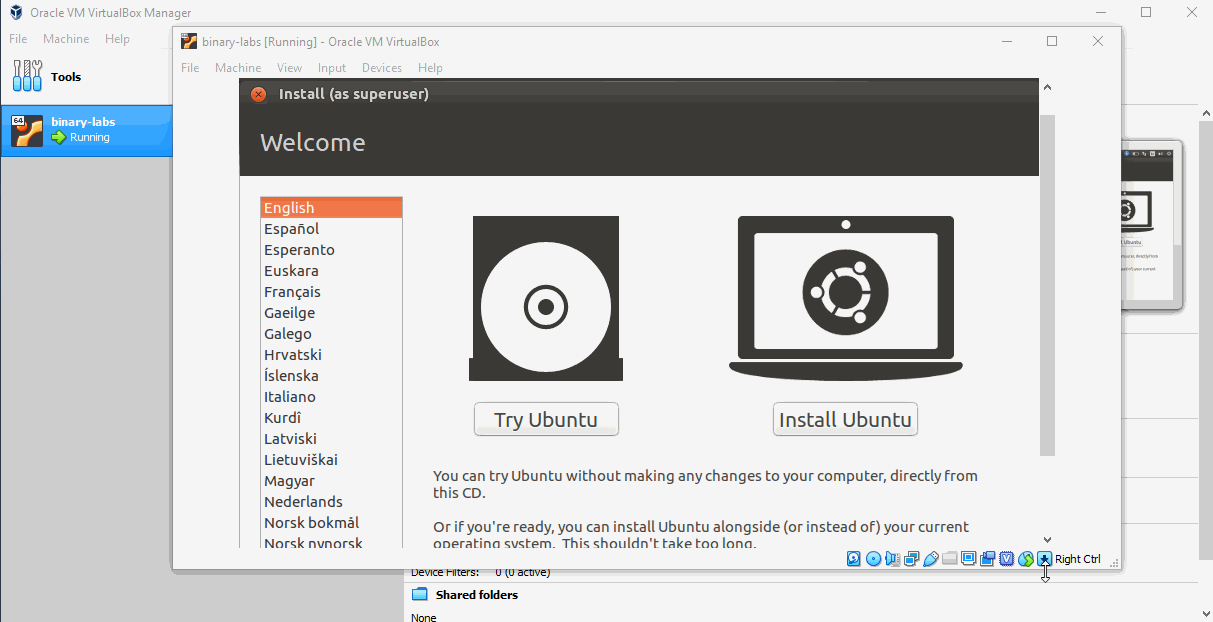 Oracle VM VirtualBox Manager
File Machine Help
Tools
64
binary-labs
Running
binary-labs [Running] - Oracle VM VirtualBox
File Machine View Input Devices Help
Install (as superuser)
Welcome
English
Español
Esperanto
Euskara
Français
Gaeilge
Galego
Hrvatski
Íslenska
Italiano
Kurdî
Latviski
Lietuviškai
Magyar
Nederlands
Norsk bokmål
Norsk nynorsk
Try Ubuntu
Install Ubuntu
You can try Ubuntu without making any changes to your computer, directly from
this CD.
Or if you're ready, you can install Ubuntu alongside (or instead of) your current
operating system. This shouldn't take too long.
Right Ctrl
Device Filters: 0 (0 active)
Shared folders
None